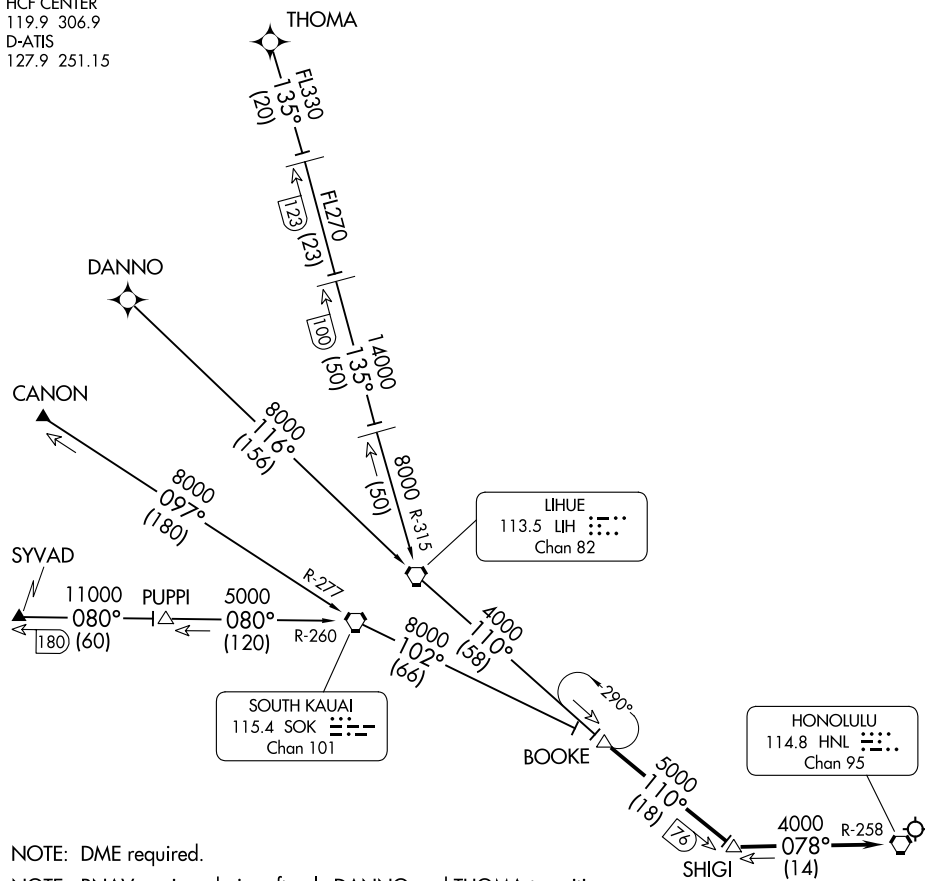 HCF CENTER
119.9 306.9
D-ATIS
127.9 251.15
THOMA
FL330
135°
(20)
123
FL270
(23)
100
14000
135°
(50)
8000 R-315
(50)
DANNO
8000
116°
(156)
CANON
8000
097°
(180)
R-277
LIHUE
113.5 LIH
Chan 82
SYVAD
11000
080°
180 (60)
PUPPI
5000
080°
(120)
R-260
4000
110°
(58)
8000
102°
(66)
SOUTH KAUAI
115.4 SOK
Chan 101
290°
BOOKE
HONOLULU
114.8 HNL
Chan 95
5000
110°
(18)
76
SHIGI
4000
078°
(14)
R-258
NOTE: DME required.